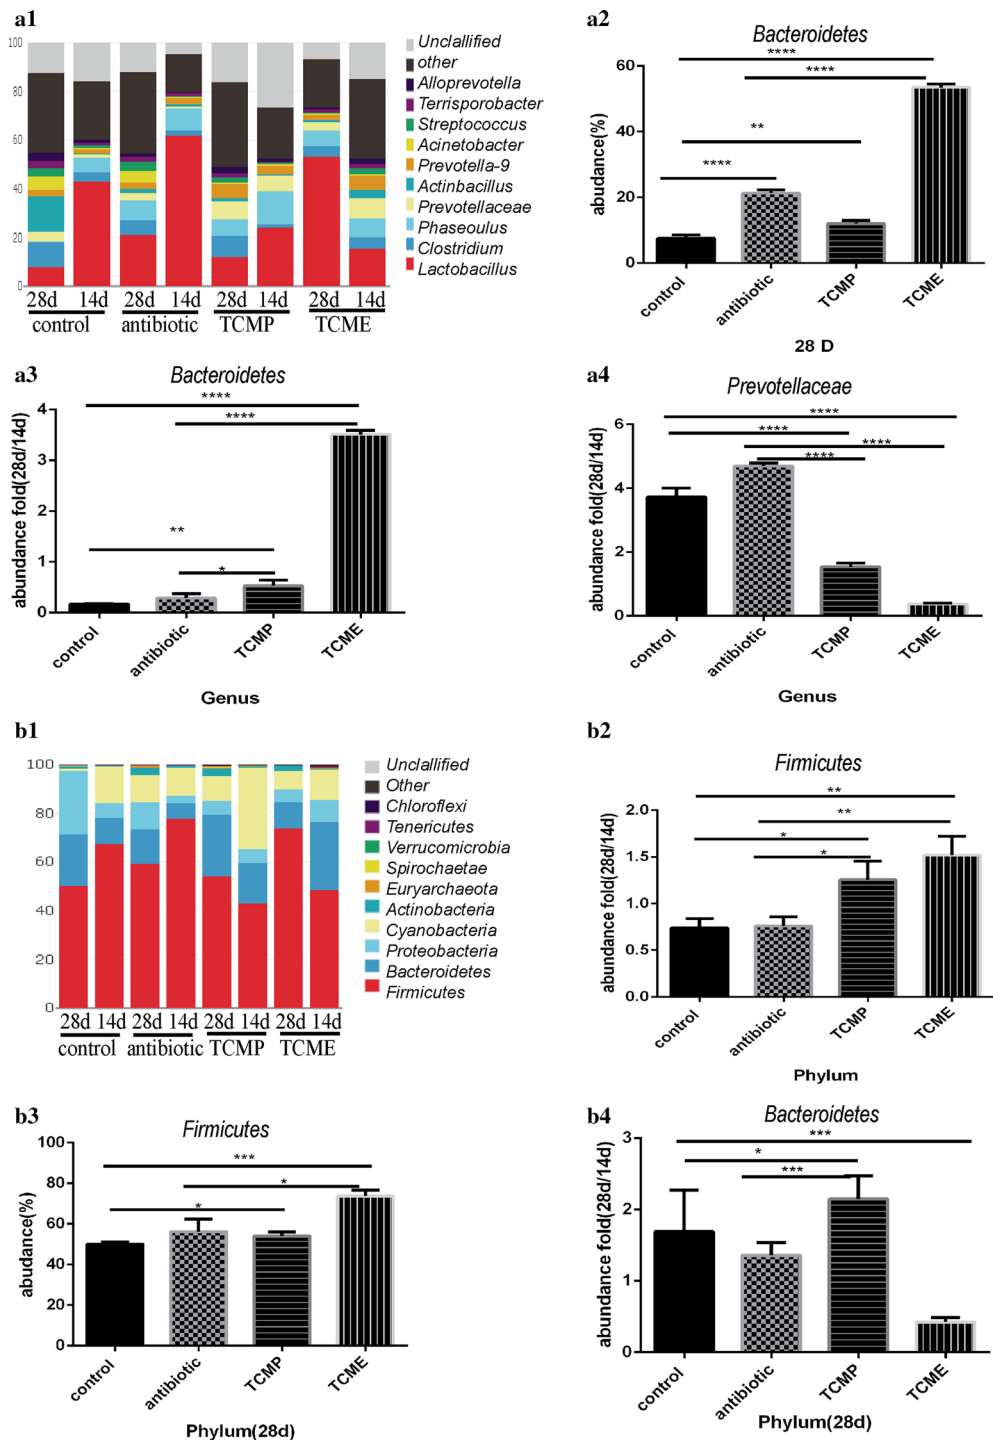 a1
100
80
60
40
20
0
Unclallified
other
Alloprevotella
Terrisporobacter
Streptococcus
Acinetobacter
Prevotella-9
Actinbacillus
Prevotellaceae
Phaseoulus
Clostridium
Lactobacillus
28d 14d 28d 14d 28d 14d 28d 14d
control antibiotic TCMP TCME
a2
Bacteroidetes
****
****
**
****
abudance(%)
60
40
20
0
control antibiotic TCMP TCME
28 D
a3
Bacteroidetes
****
****
**
*
abundance fold(28d/14d)
4
3
2
1
0
control antibiotic TCMP TCME
Genus
a4
Prevotellaceae
****
****
****
****
abundance fold(28d/14d)
6
4
2
0
control antibiotic TCMP TCME
Genus
b1
100
80
60
40
20
0
Unclallified
Other
Chloroflexi
Tenericutes
Verrucomicrobia
Spirochaetae
Euryarchaeota
Actinobacteria
Cyanobacteria
Proteobacteria
Bacteroidetes
Firmicutes
28d 14d 28d 14d 28d 14d 28d 14d
control antibiotic TCMP TCME
b2
Firmicutes
**
**
*
*
abundance fold(28d/14d)
2.0
1.5
1.0
0.5
0.0
control antibiotic TCMP TCME
Phylum
b3
Firmicutes
***
*
*
abudance(%)
100
80
60
40
20
0
control antibiotic TCMP TCME
Phylum(28d)
b4
Bacteroidetes
***
*
***
abundance fold(28d/14d)
3
2
1
0
control antibiotic TCMP TCME
Phylum(28d)